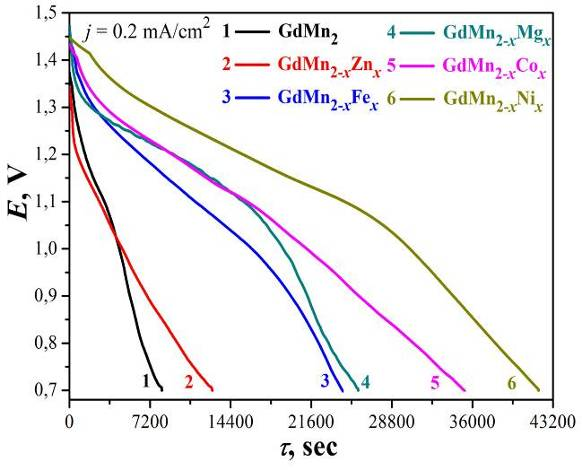 j = 0.2 mA/cm²
1 GdMn₂
2 GdMn₂₋ₓZnₓ
3 GdMn₂₋ₓFeₓ
4 GdMn₂₋ₓMgₓ
5 GdMn₂₋ₓCoₓ
6 GdMn₂₋ₓNiₓ
E, V
1,5
1,4
1,3
1,2
1,1
1,0
0,9
0,8
0,7
1
2
3
4
5
6
0
7200
14400
21600
28800
36000
43200
τ, sec